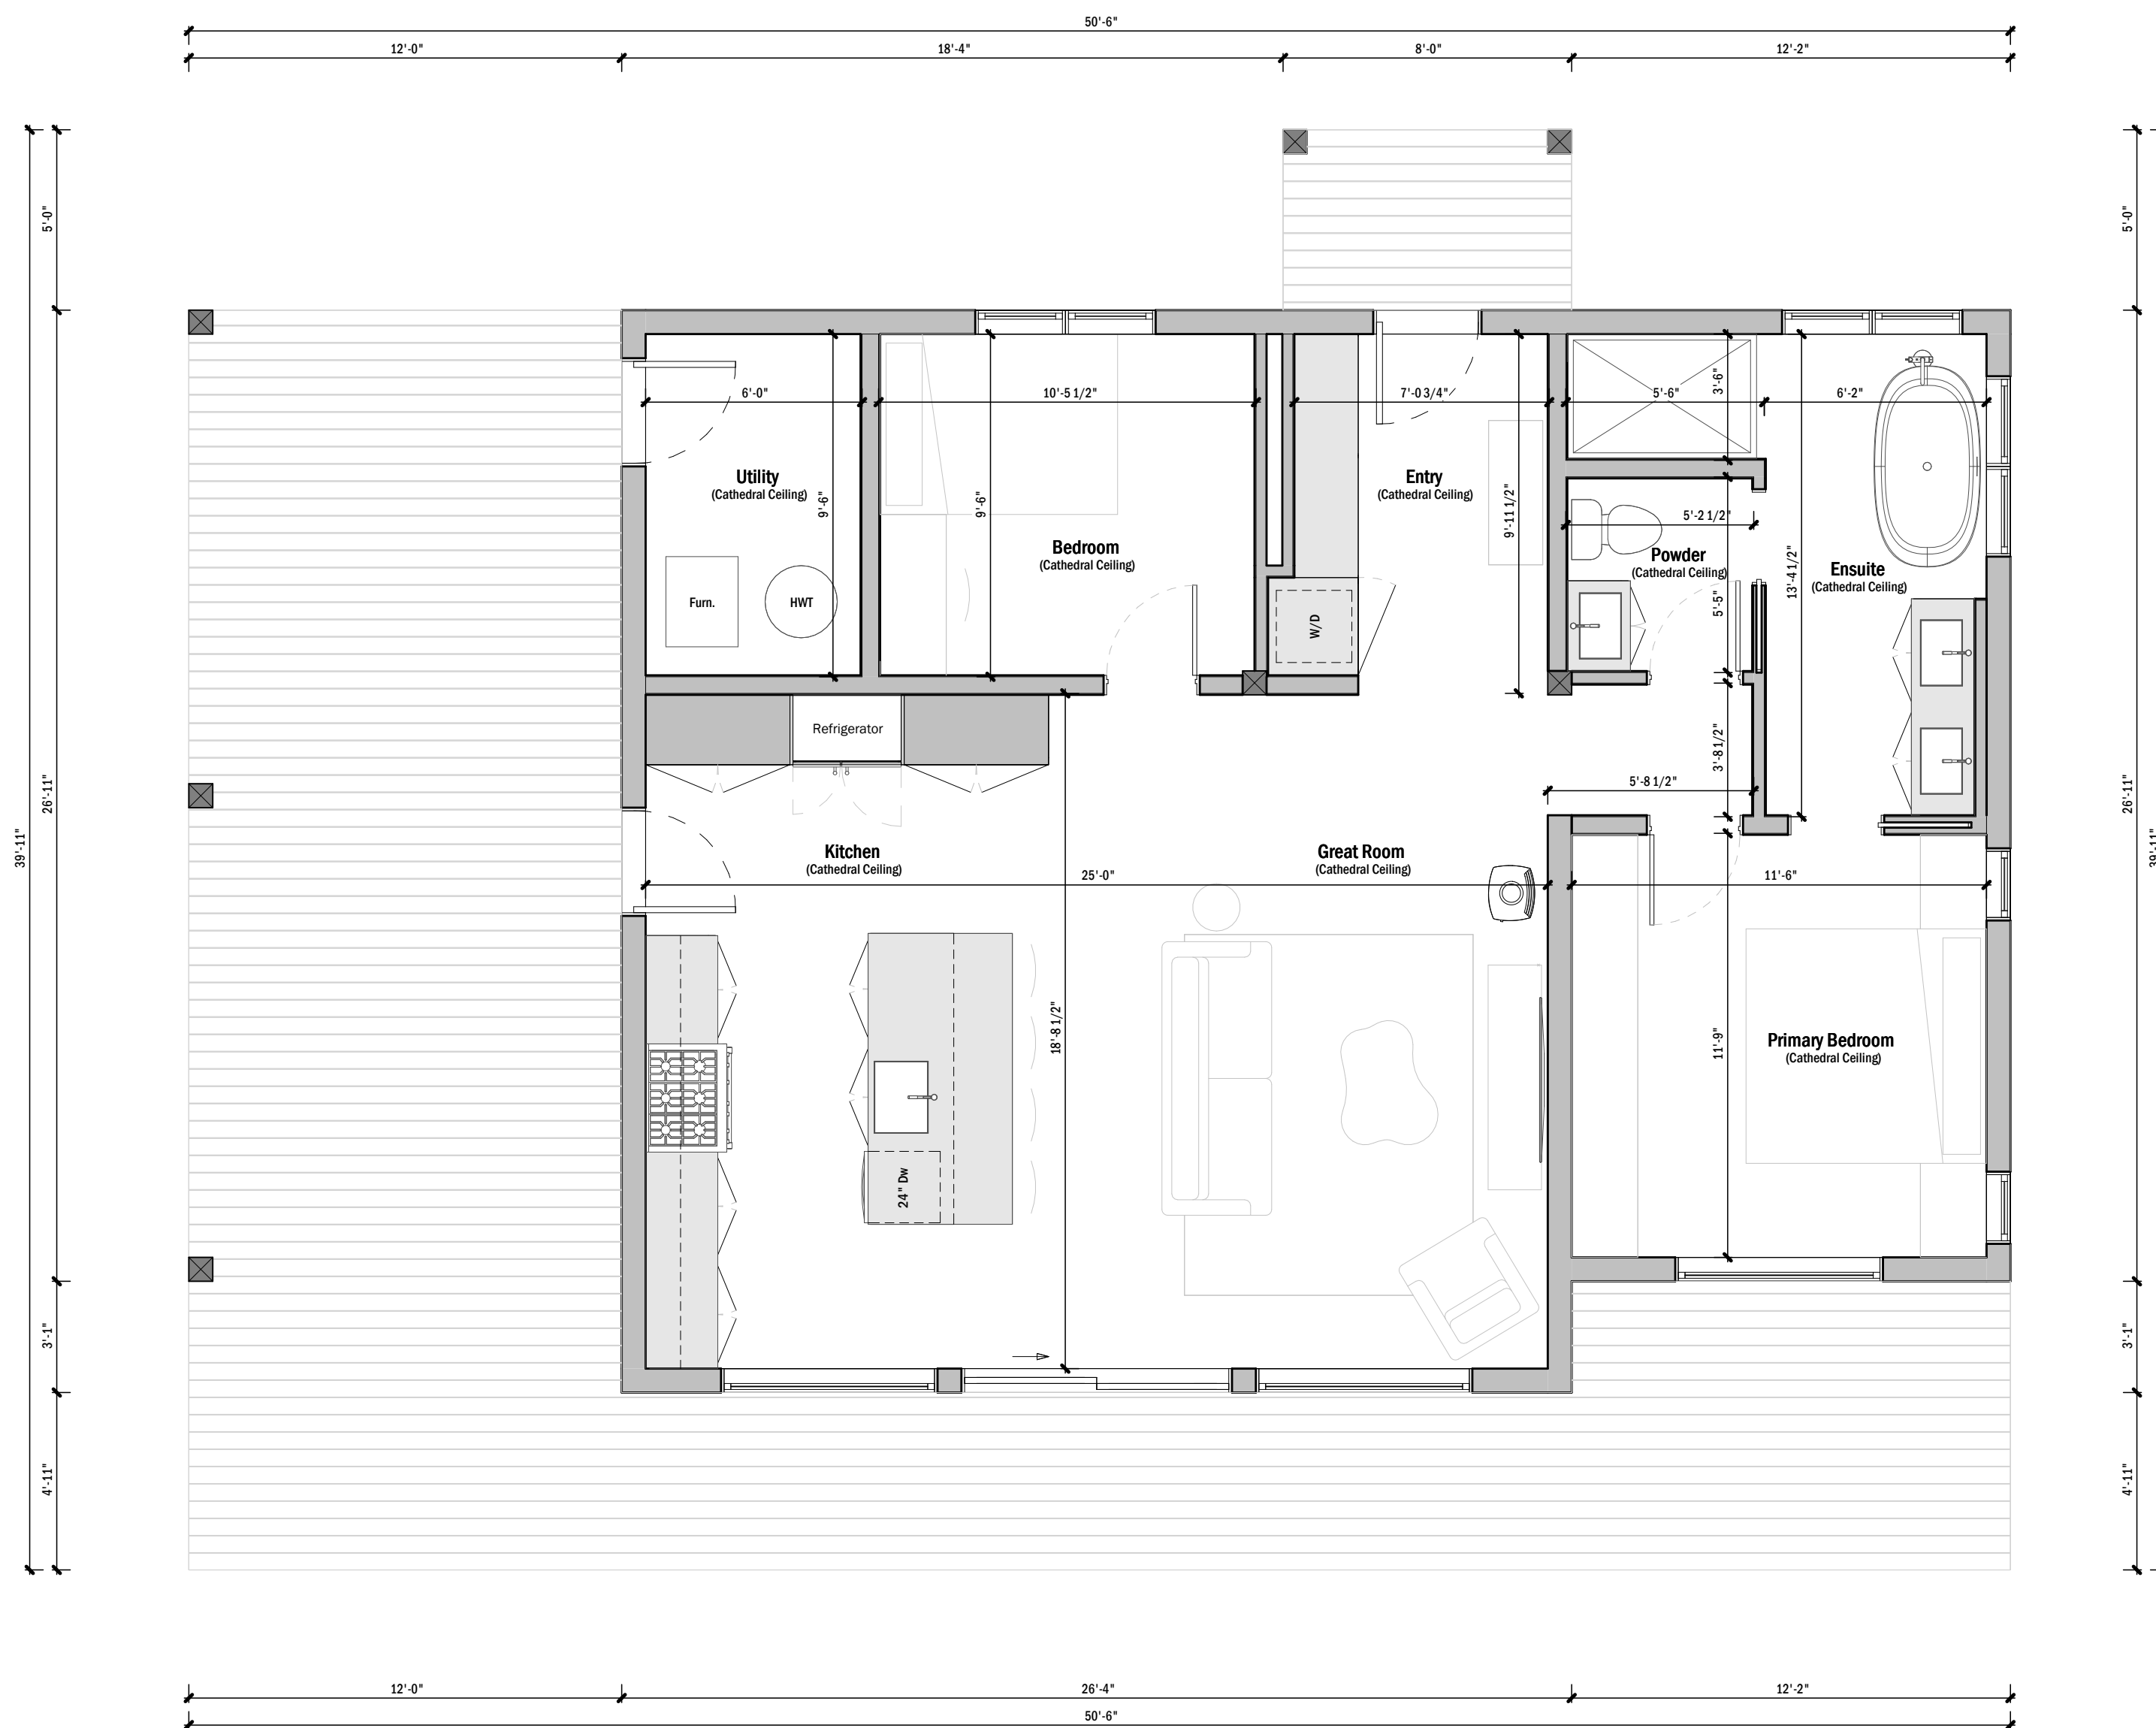 50'-6"
12'-0"
18'-4"
8'-0"
12'-2"
5'-0"
5'-0"
6'-0"
10'-5 1/2"
7'-0 3/4"
5'-6"
3'-6"
6'-2"
Utility
(Cathedral Ceiling)
9'-6"
9'-6"
Entry
(Cathedral Ceiling)
9'-11 1/2"
5'-2 1/2"
Bedroom
(Cathedral Ceiling)
Powder
(Cathedral Ceiling)
5'-5"
13'-4 1/2"
Ensuite
(Cathedral Ceiling)
Furn.
HWT
W/D
Refrigerator
3'-8 1/2"
5'-8 1/2"
39'-11"
26'-11"
26'-11"
39'-11"
Kitchen
(Cathedral Ceiling)
Great Room
(Cathedral Ceiling)
25'-0"
11'-6"
18'-8 1/2"
11'-9"
Primary Bedroom
(Cathedral Ceiling)
24" Dw
3'-1"
3'-1"
4'-11"
4'-11"
12'-0"
26'-4"
12'-2"
50'-6"